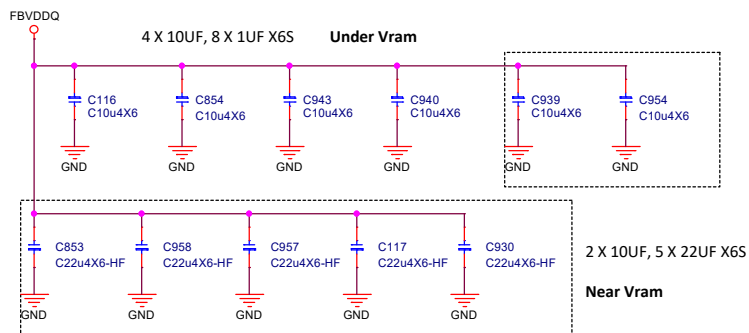 FBVDDQ
4 X 10UF, 8 X 1UF X6S Under Vram
C116
C10u4X6
C854
C10u4X6
C943
C10u4X6
C940
C10u4X6
C939
C10u4X6
C954
C10u4X6
GND GND GND GND GND GND
C853
C22u4X6-HF
C958
C22u4X6-HF
C957
C22u4X6-HF
C117
C22u4X6-HF
C930
C22u4X6-HF
2 X 10UF, 5 X 22UF X6S
Near Vram
GND GND GND GND GND